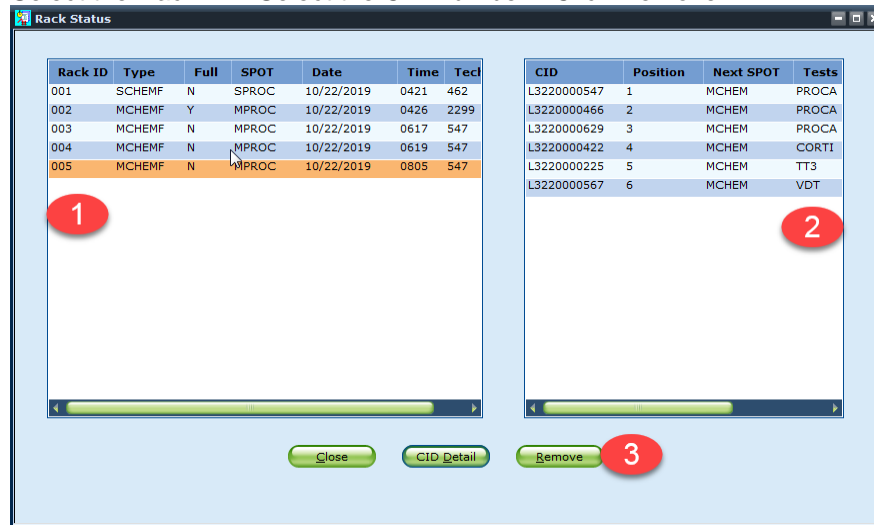 Rack Status
Rack ID Type Full SPOT Date Time Tech
001 SCHEMF N SPROC 10/22/2019 0421 462
002 MCHEMF Y MPROC 10/22/2019 0426 2299
003 MCHEMF N MPROC 10/22/2019 0617 547
004 MCHEMF N MPROC 10/22/2019 0619 547
005 MCHEMF N MPROC 10/22/2019 0805 547
1
CID Position Next SPOT Tests
L3220000547 1 MCHEM PROCA
L3220000466 2 MCHEM PROCA
L3220000629 3 MCHEM PROCA
L3220000422 4 MCHEM CORTI
L3220000225 5 MCHEM TT3
L3220000567 6 MCHEM VDT
2
Close CID Detail Remove 3